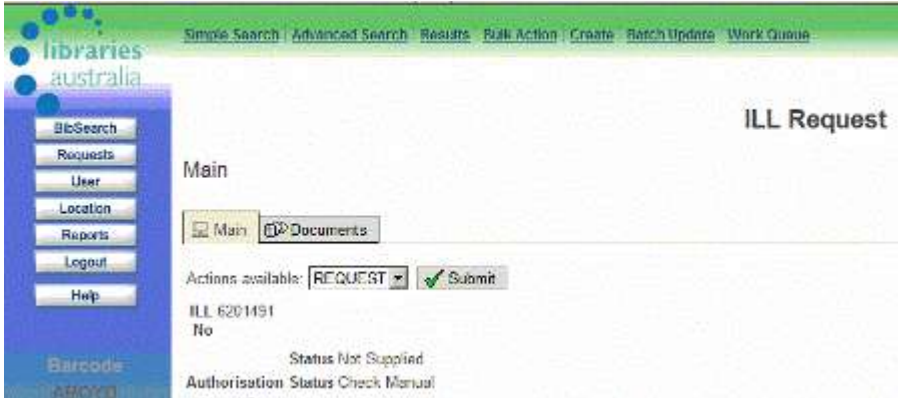 libraries
australia
Simple Search Advanced Search Results Bulk Action Create Batch Update Work Queue
BibSearch
Requests
User
Location
Reports
Logout
Help
ILL Request
Main
Main Documents
Actions available: REQUEST Submit
ILL 6201491
No
Status Not Supplied
Authorisation Status Check Manual
Barcode